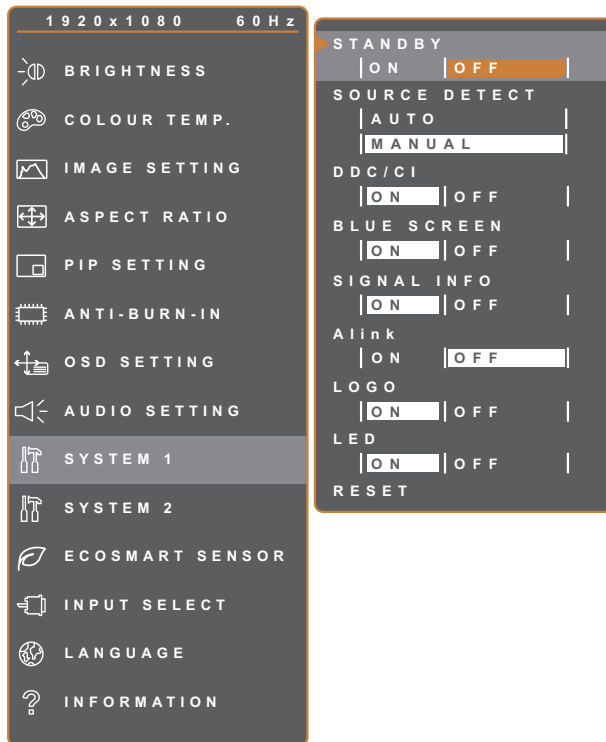 1920x1080 60Hz
BRIGHTNESS
COLOUR TEMP.
IMAGE SETTING
ASPECT RATIO
PIP SETTING
ANTI-BURN-IN
OSD SETTING
AUDIO SETTING
SYSTEM 1
SYSTEM 2
ECOSMART SENSOR
INPUT SELECT
LANGUAGE
INFORMATION
STANDBY
ON OFF
SOURCE DETECT
AUTO
MANUAL
DDC/CI
ON OFF
BLUE SCREEN
ON OFF
SIGNAL INFO
ON OFF
Alink
ON OFF
LOGO
ON OFF
LED
ON OFF
RESET